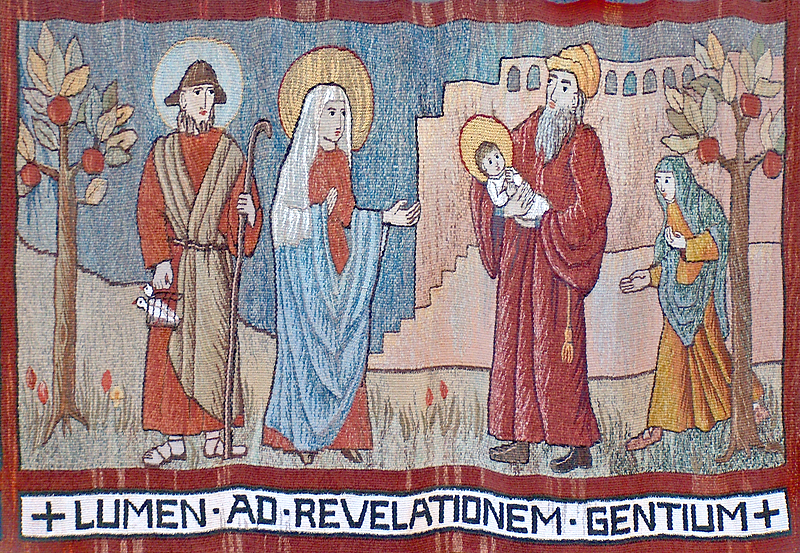 + LUMEN · AD · REVELATIONEM · GENTIUM +